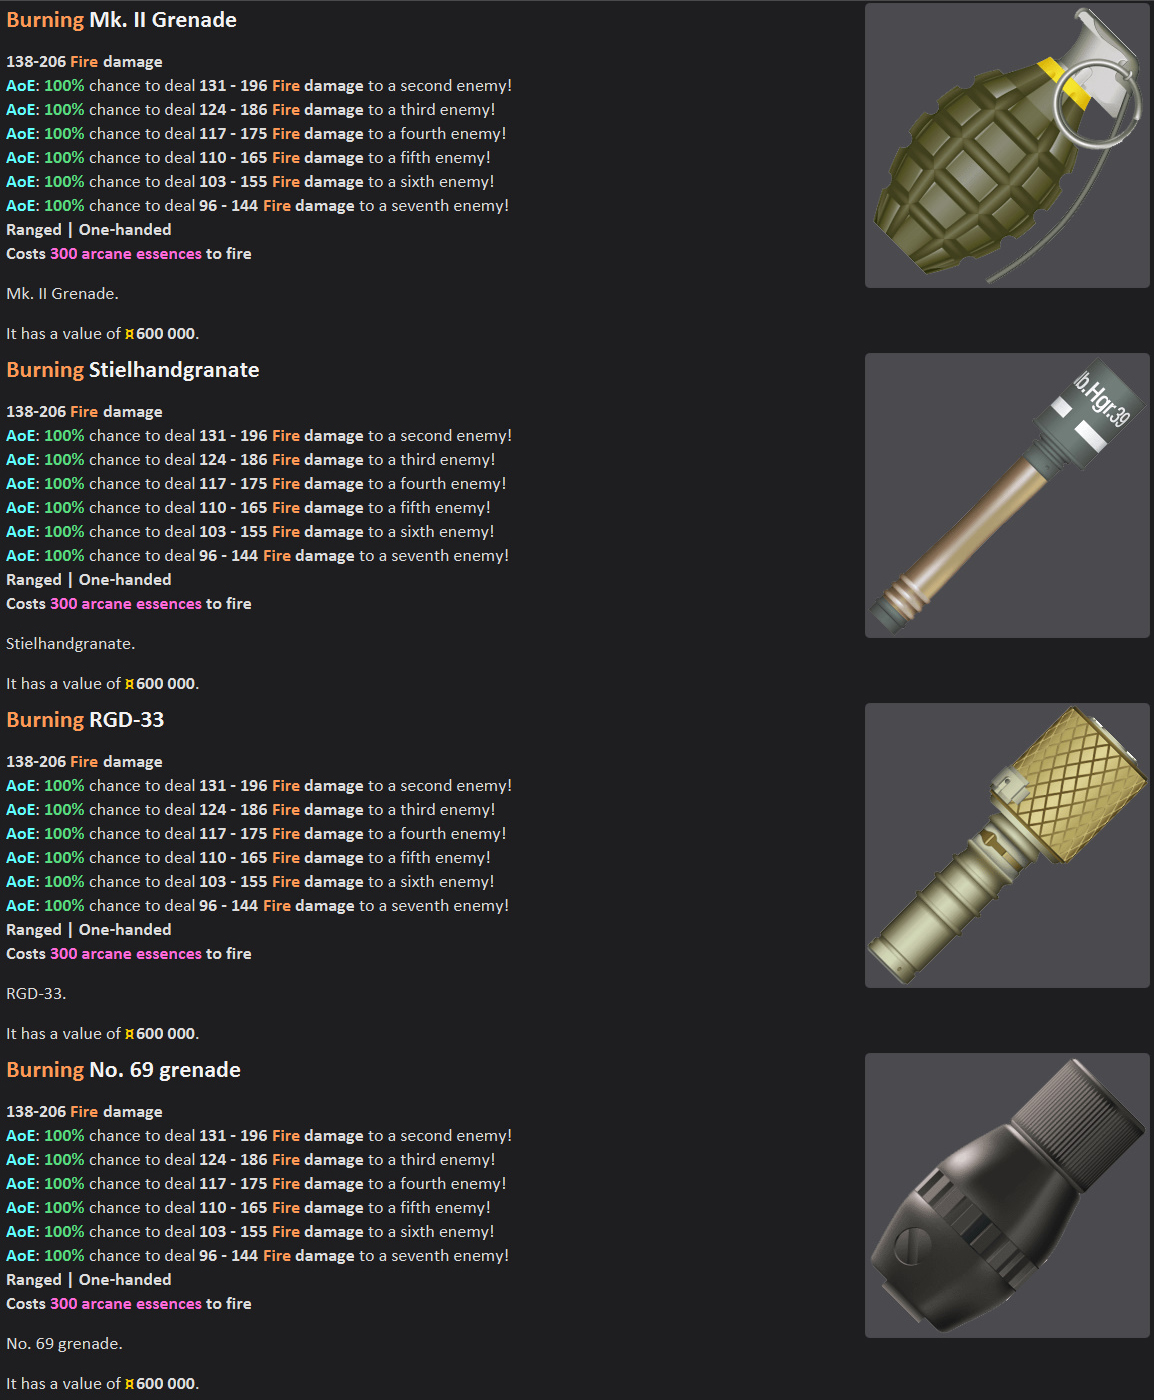 Burning Mk. II Grenade
138-206 Fire damage
AoE: 100% chance to deal 131 - 196 Fire damage to a second enemy!
AoE: 100% chance to deal 124 - 186 Fire damage to a third enemy!
AoE: 100% chance to deal 117 - 175 Fire damage to a fourth enemy!
AoE: 100% chance to deal 110 - 165 Fire damage to a fifth enemy!
AoE: 100% chance to deal 103 - 155 Fire damage to a sixth enemy!
AoE: 100% chance to deal 96 - 144 Fire damage to a seventh enemy!
Ranged | One-handed
Costs 300 arcane essences to fire
Mk. II Grenade.
It has a value of ¤600 000.
Burning Stielhandgranate
138-206 Fire damage
AoE: 100% chance to deal 131 - 196 Fire damage to a second enemy!
AoE: 100% chance to deal 124 - 186 Fire damage to a third enemy!
AoE: 100% chance to deal 117 - 175 Fire damage to a fourth enemy!
AoE: 100% chance to deal 110 - 165 Fire damage to a fifth enemy!
AoE: 100% chance to deal 103 - 155 Fire damage to a sixth enemy!
AoE: 100% chance to deal 96 - 144 Fire damage to a seventh enemy!
Ranged | One-handed
Costs 300 arcane essences to fire
Stielhandgranate.
It has a value of ¤600 000.
lb.Hgr.39
Burning RGD-33
138-206 Fire damage
AoE: 100% chance to deal 131 - 196 Fire damage to a second enemy!
AoE: 100% chance to deal 124 - 186 Fire damage to a third enemy!
AoE: 100% chance to deal 117 - 175 Fire damage to a fourth enemy!
AoE: 100% chance to deal 110 - 165 Fire damage to a fifth enemy!
AoE: 100% chance to deal 103 - 155 Fire damage to a sixth enemy!
AoE: 100% chance to deal 96 - 144 Fire damage to a seventh enemy!
Ranged | One-handed
Costs 300 arcane essences to fire
RGD-33.
It has a value of ¤600 000.
Burning No. 69 grenade
138-206 Fire damage
AoE: 100% chance to deal 131 - 196 Fire damage to a second enemy!
AoE: 100% chance to deal 124 - 186 Fire damage to a third enemy!
AoE: 100% chance to deal 117 - 175 Fire damage to a fourth enemy!
AoE: 100% chance to deal 110 - 165 Fire damage to a fifth enemy!
AoE: 100% chance to deal 103 - 155 Fire damage to a sixth enemy!
AoE: 100% chance to deal 96 - 144 Fire damage to a seventh enemy!
Ranged | One-handed
Costs 300 arcane essences to fire
No. 69 grenade.
It has a value of ¤600 000.